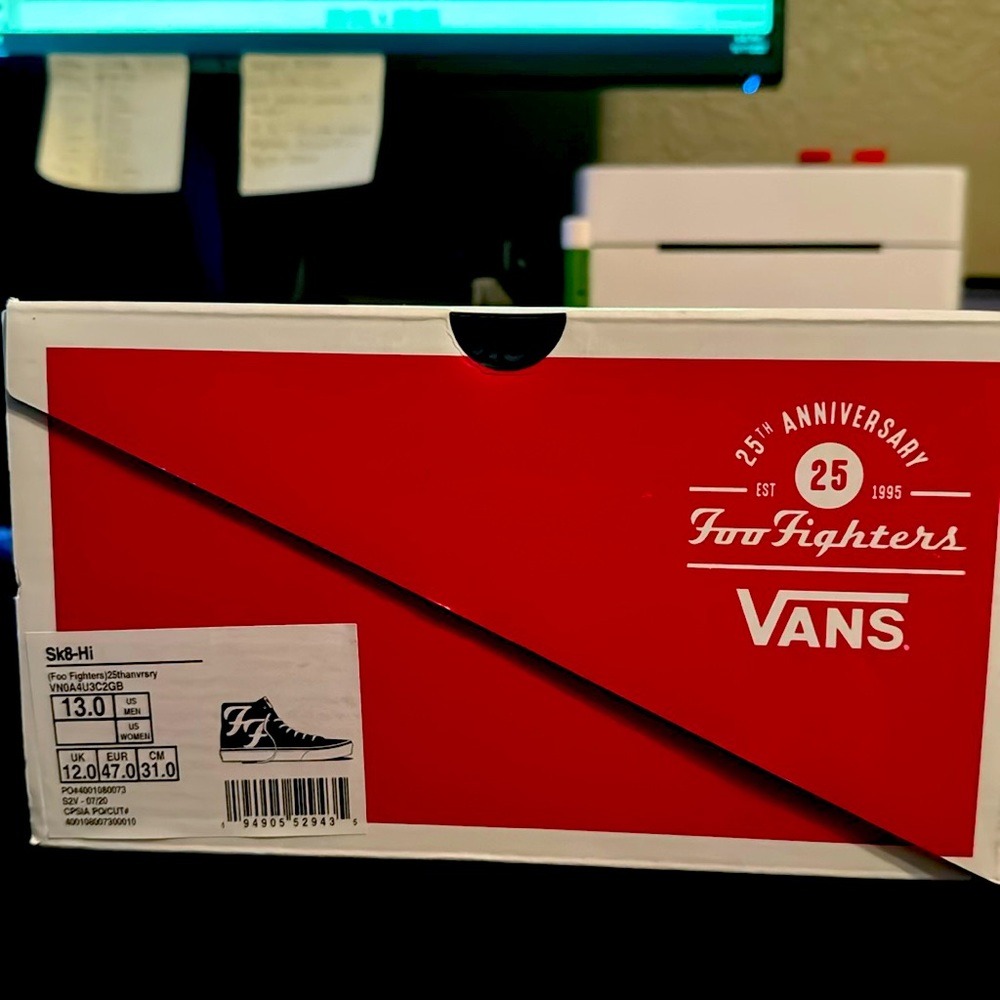 25TH ANNIVERSARY
25
EST 1995
Foo Fighters
VANS
Sk8-Hi
(Foo Fighters)25thanvrsry
VN0A4U3C2GB
13.0 US MEN
US WOMEN
UK EUR CM
12.0 47.0 31.0
PO#4001080073
S2V - 07/20
CPSIA PO/CUT#
400108007300010
FF
94905 52943 5